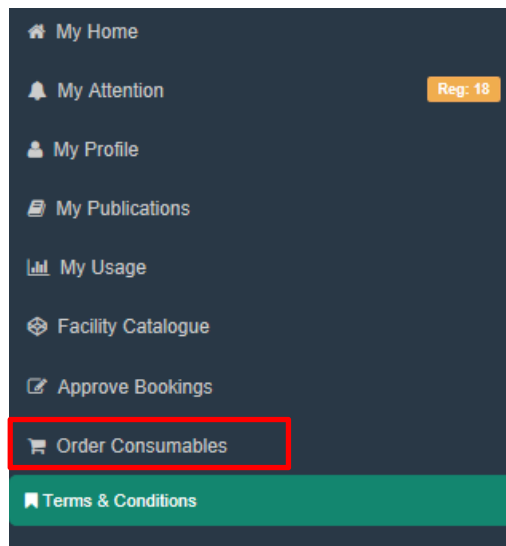 My Home
My Attention Reg: 18
My Profile
My Publications
My Usage
Facility Catalogue
Approve Bookings
Order Consumables
Terms & Conditions